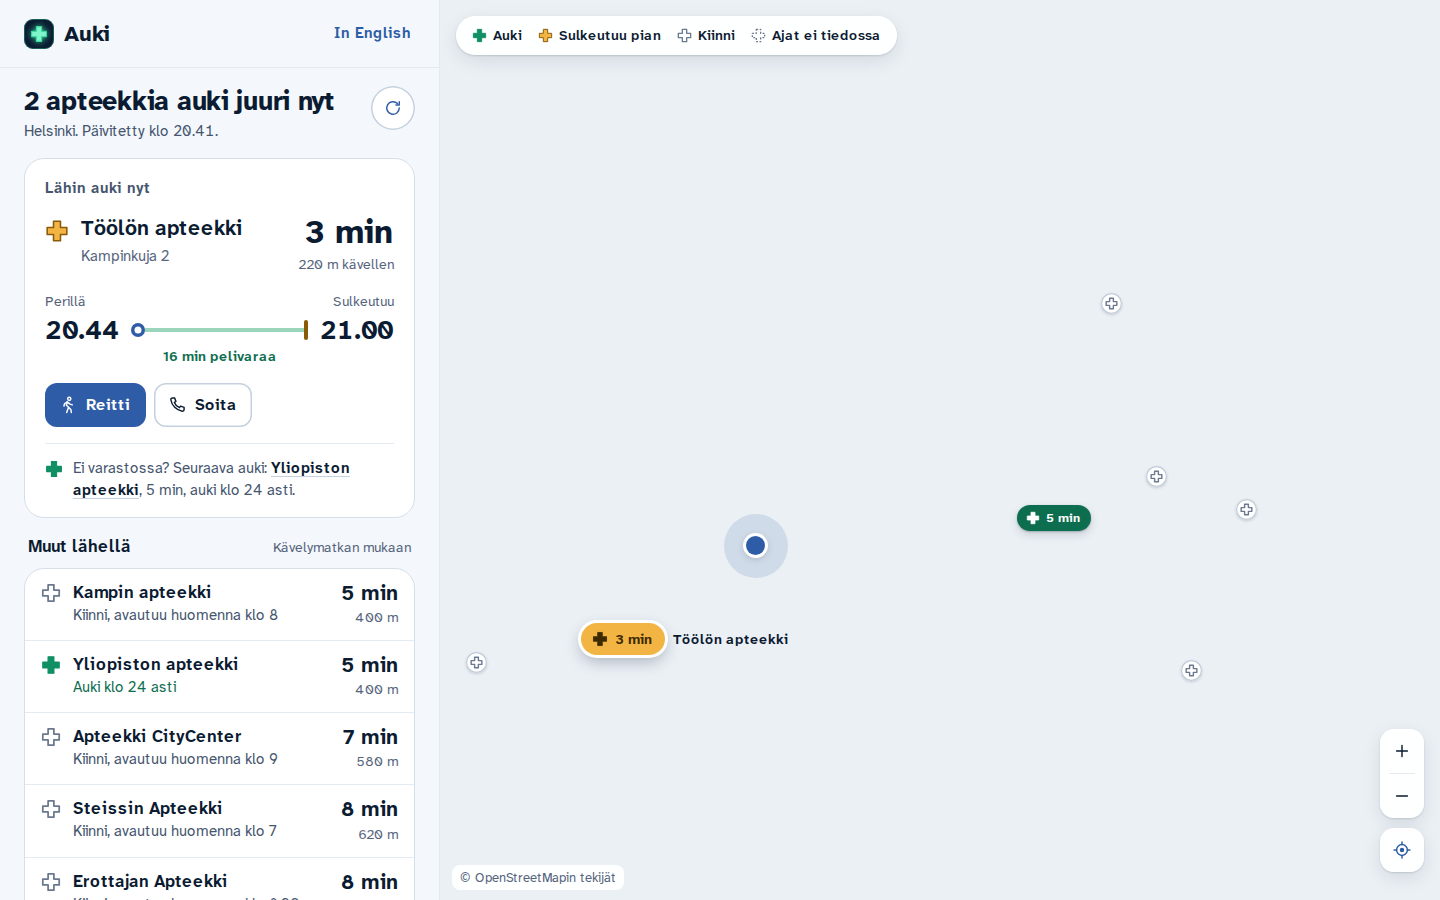 Auki
In English
2 apteekkia auki juuri nyt
Helsinki. Päivitetty klo 20.41.
Lähin auki nyt
Töölön apteekki
3 min
Kampinkuja 2
220 m kävellen
Perillä
Sulkeutuu
20.44
21.00
16 min pelivaraa
Reitti
Soita
Ei varastossa? Seuraava auki: Yliopiston
apteekki, 5 min, auki klo 24 asti.
Muut lähellä
Kävelymatkan mukaan
Kampin apteekki
5 min
Kiinni, avautuu huomenna klo 8
400 m
Yliopiston apteekki
5 min
Auki klo 24 asti
400 m
Apteekki CityCenter
7 min
Kiinni, avautuu huomenna klo 9
580 m
Steissin Apteekki
8 min
Kiinni, avautuu huomenna klo 7
620 m
Erottajan Apteekki
8 min
Auki
Sulkeutuu pian
Kiinni
Ajat ei tiedossa
5 min
3 min
Töölön apteekki
© OpenStreetMapin tekijät